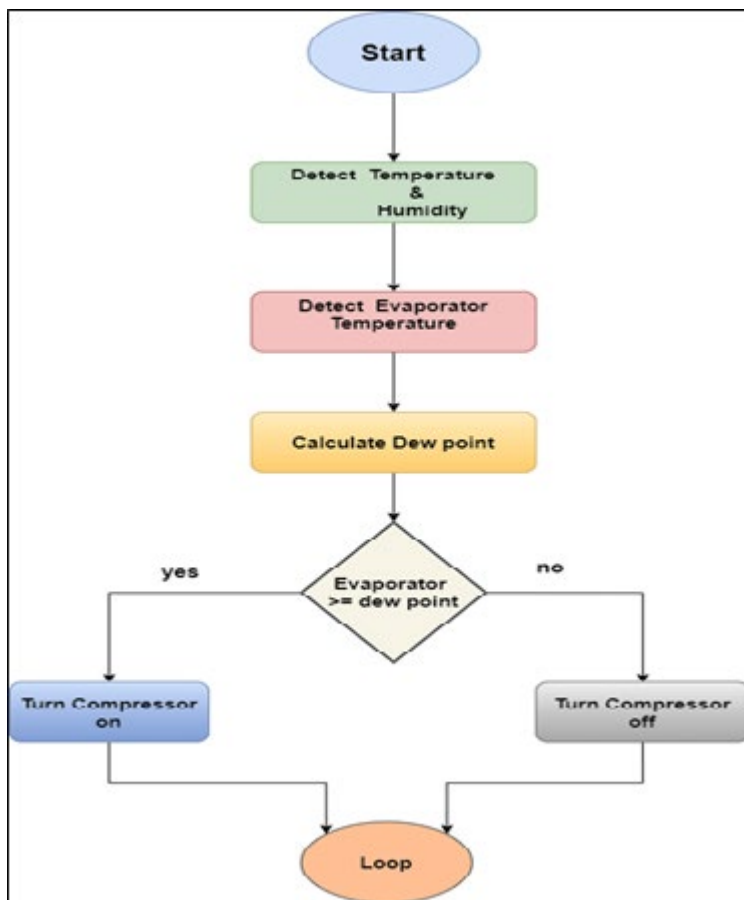 Start
Detect Temperature
&
Humidity
Detect Evaporator
Temperature
Calculate Dew point
Evaporator
>= dew point
yes
no
Turn Compressor
on
Turn Compressor
off
Loop